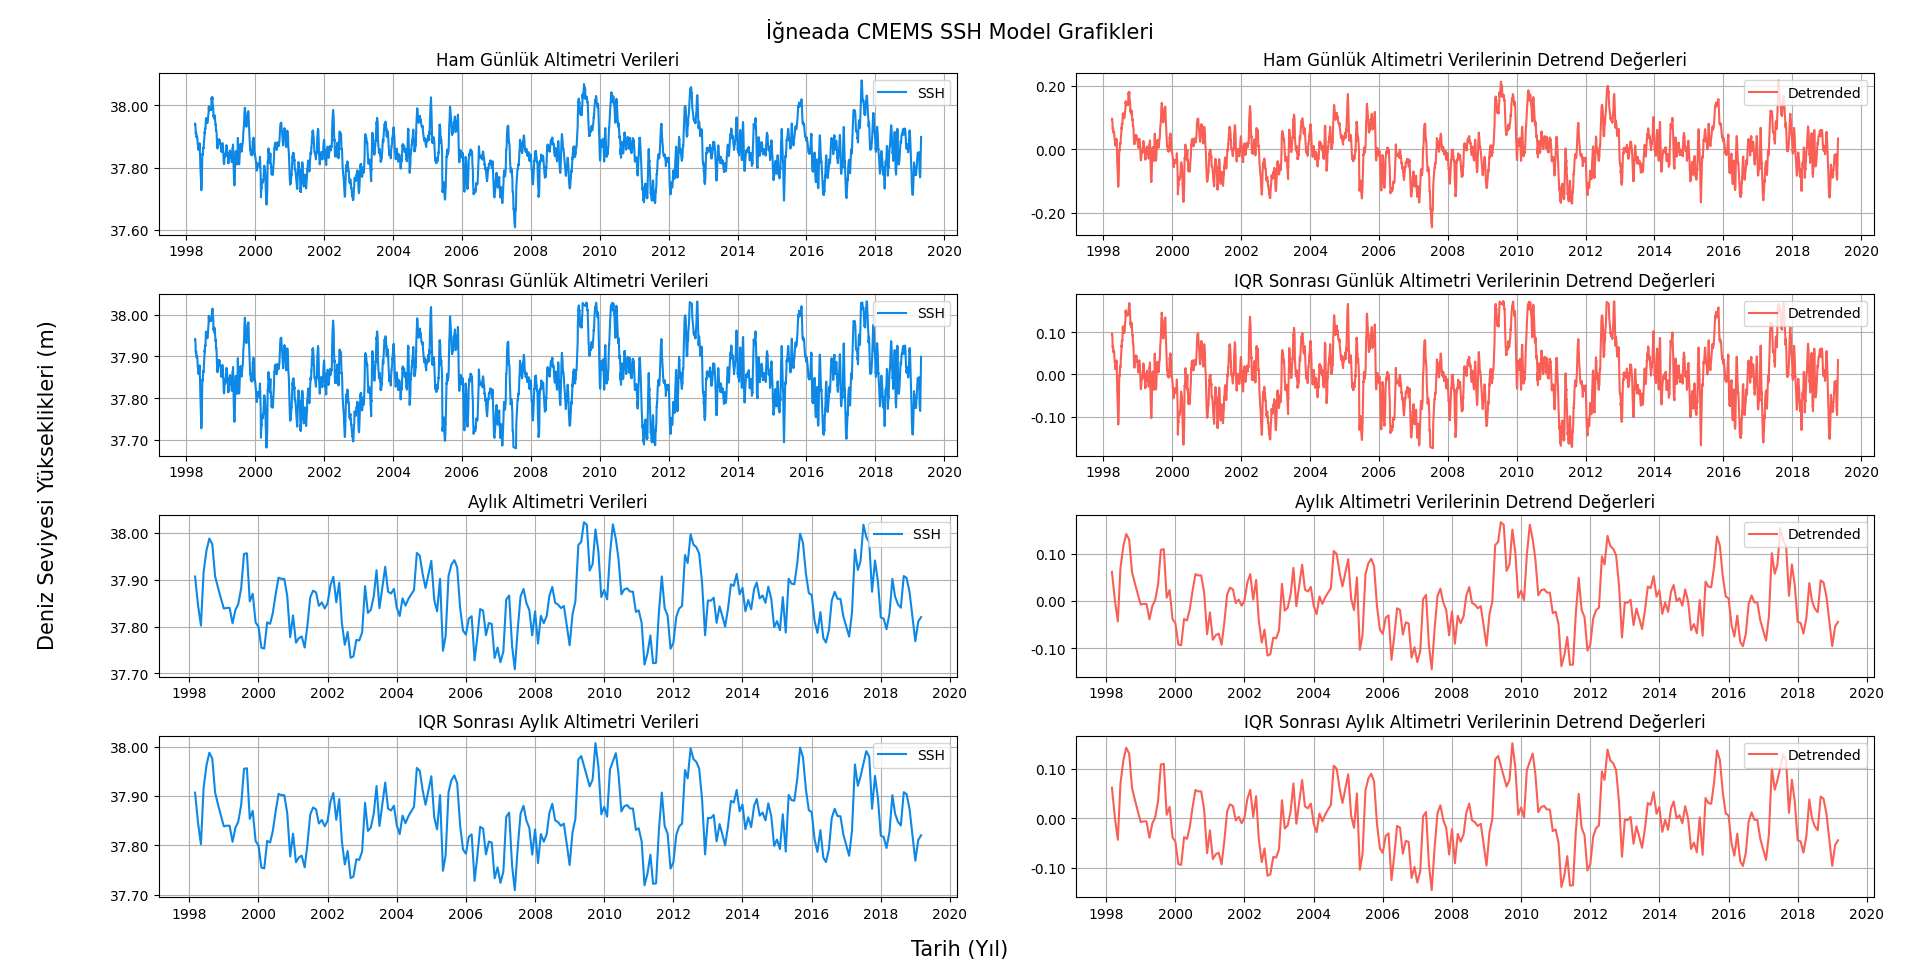 İğneada CMEMS SSH Model Grafikleri
Deniz Seviyesi Yükseklikleri (m)
Ham Günlük Altimetri Verileri
SSH
38.00
37.80
37.60
1998 2000 2002 2004 2006 2008 2010 2012 2014 2016 2018 2020
Ham Günlük Altimetri Verilerinin Detrend Değerleri
Detrended
0.20
0.00
-0.20
1998 2000 2002 2004 2006 2008 2010 2012 2014 2016 2018 2020
IQR Sonrası Günlük Altimetri Verileri
SSH
38.00
37.90
37.80
37.70
1998 2000 2002 2004 2006 2008 2010 2012 2014 2016 2018 2020
IQR Sonrası Günlük Altimetri Verilerinin Detrend Değerleri
Detrended
0.10
0.00
-0.10
1998 2000 2002 2004 2006 2008 2010 2012 2014 2016 2018 2020
Aylık Altimetri Verileri
SSH
38.00
37.90
37.80
37.70
1998 2000 2002 2004 2006 2008 2010 2012 2014 2016 2018 2020
Aylık Altimetri Verilerinin Detrend Değerleri
Detrended
0.10
0.00
-0.10
1998 2000 2002 2004 2006 2008 2010 2012 2014 2016 2018 2020
IQR Sonrası Aylık Altimetri Verileri
SSH
38.00
37.90
37.80
37.70
1998 2000 2002 2004 2006 2008 2010 2012 2014 2016 2018 2020
IQR Sonrası Aylık Altimetri Verilerinin Detrend Değerleri
Detrended
0.10
0.00
-0.10
1998 2000 2002 2004 2006 2008 2010 2012 2014 2016 2018 2020
Tarih (Yıl)